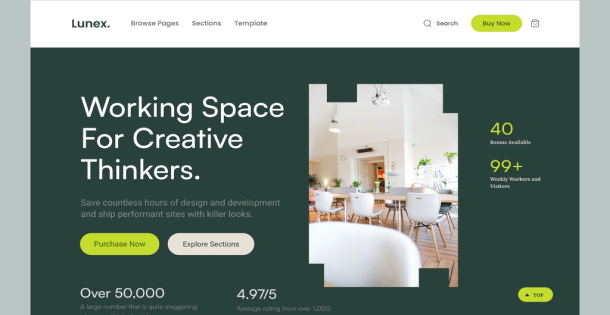 Lunex.
Browse Pages
Sections
Template
Search
Buy Now
Working Space
For Creative
Thinkers.
Save countless hours of design and development
and ship performant sites with killer looks.
Purchase Now
Explore Sections
40
Rooms Available
99+
Weekly Workers and
Visitors
Over 50,000
A large number that is quite staggering
4.97/5
Average rating from over 1,000
TOP